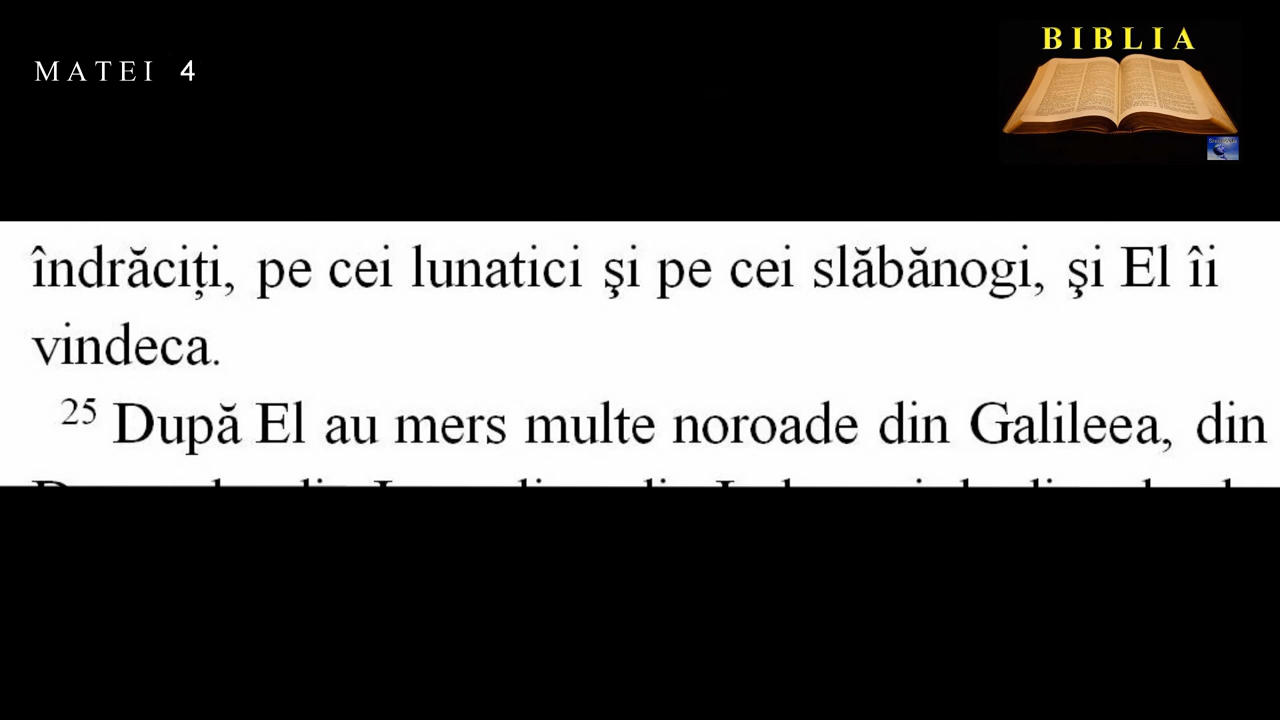 MATEI 4
BIBLIA
îndrăciţi, pe cei lunatici şi pe cei slăbănogi, şi El îi
vindeca.
25 După El au mers multe noroade din Galileea, din